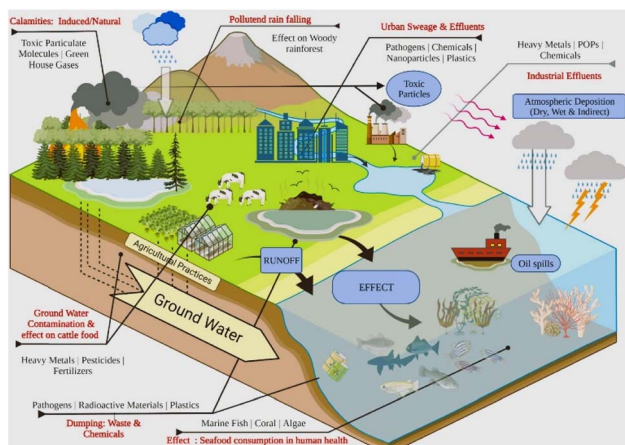 Calamities: Induced/Natural
Toxic Particulate
Molecules | Green
House Gases
Pollutend rain falling
Effect on Woody
rainforest
Urban Sweage & Effluents
Pathogens | Chemicals |
Nanoparticles | Plastics
Heavy Metals | POPs |
Chemicals
Industrial Effluents
Toxic
Particles
Atmospheric Deposition
(Dry, Wet & Indirect)
Agricultural Practices
RUNOFF
Oil spills
EFFECT
Ground Water
Ground Water
Contamination &
effect on cattle food
Heavy Metals | Pesticides |
Fertilizers
Pathogens | Radioactive Materials | Plastics
Dumping: Waste &
Chemicals
Marine Fish | Coral | Algae
Effect : Seafood consumption in human health